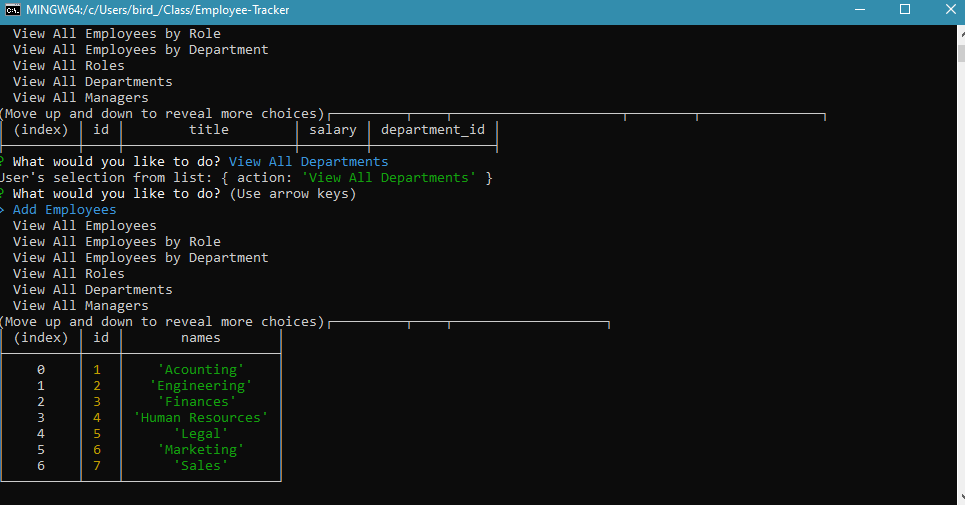 MINGW64:/c/Users/bird_/Class/Employee-Tracker
View All Employees by Role
View All Employees by Department
View All Roles
View All Departments
View All Managers
(Move up and down to reveal more choices)
(index) id title salary department_id
? What would you like to do? View All Departments
User's selection from list: { action: 'View All Departments' }
? What would you like to do? (Use arrow keys)
> Add Employees
View All Employees
View All Employees by Role
View All Employees by Department
View All Roles
View All Departments
View All Managers
(Move up and down to reveal more choices)
(index) id names
0 1 'Acounting'
1 2 'Engineering'
2 3 'Finances'
3 4 'Human Resources'
4 5 'Legal'
5 6 'Marketing'
6 7 'Sales'